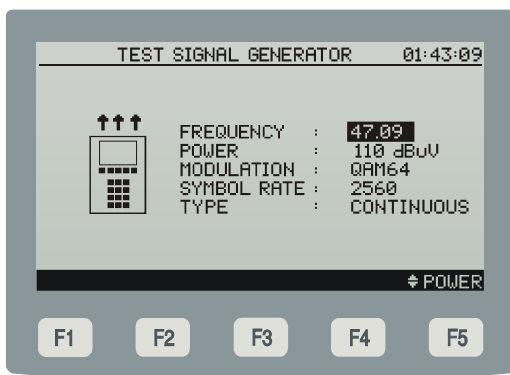 TEST SIGNAL GENERATOR 01:43:09
FREQUENCY : 47.09
POWER : 110 dBuV
MODULATION : QAM64
SYMBOL RATE : 2560
TYPE : CONTINUOUS
POWER
F1 F2 F3 F4 F5